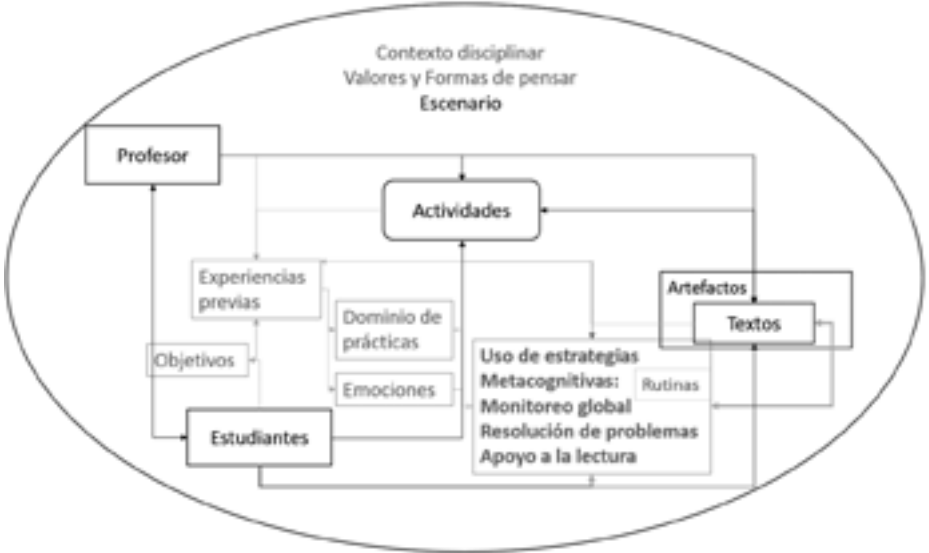 Contexto disciplinar
Valores y Formas de pensar
Escenario
Profesor
Actividades
Experiencias
previas
Artefactos
Textos
Dominio de
prácticas
Objetivos
Uso de estrategias
Metacognitivas:
Rutinas
Emociones
Monitoreo global
Resolución de problemas
Estudiantes
Apoyo a la lectura